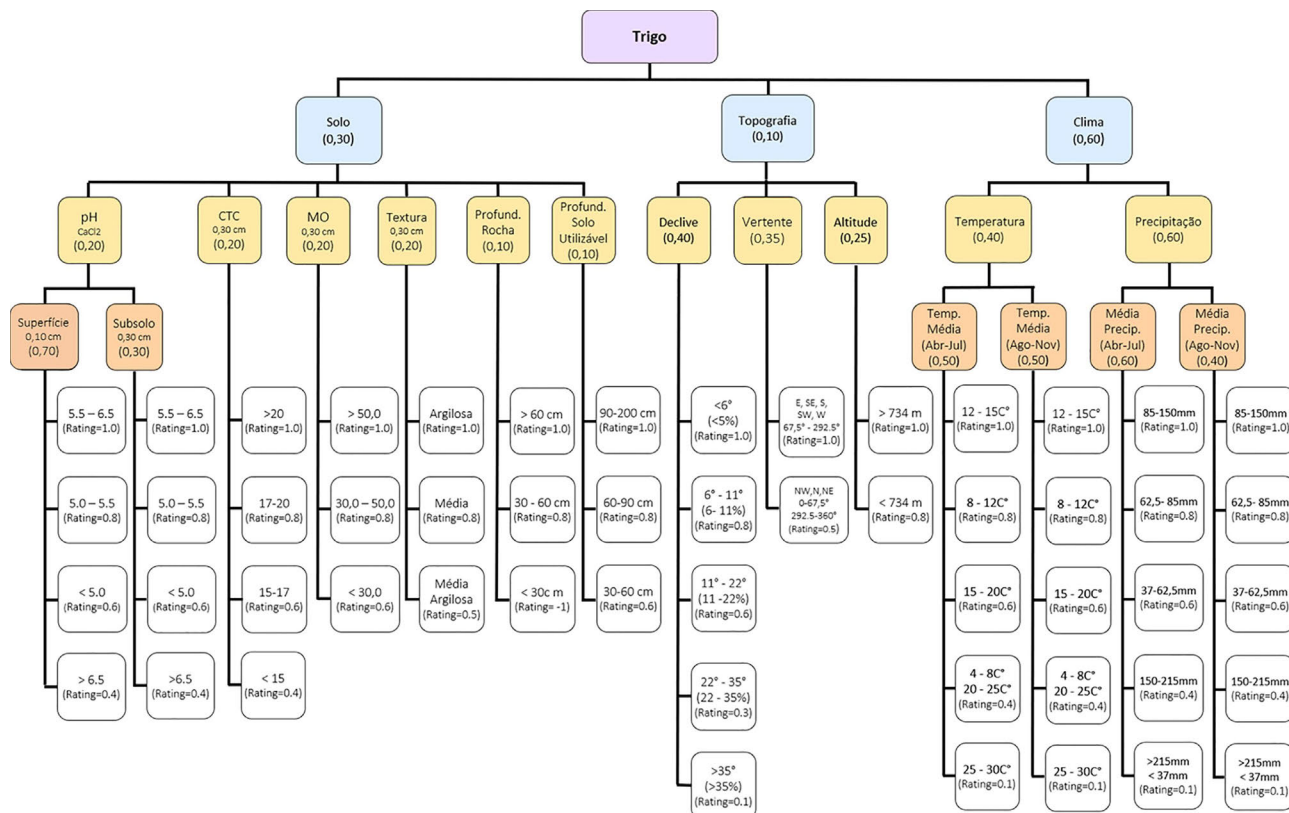 Trigo
Solo
(0,30)
Topografia
(0,10)
Clima
(0,60)
pH
CaCl2
(0,20)
CTC
0,30 cm
(0,20)
MO
0,30 cm
(0,20)
Textura
0,30 cm
(0,20)
Profund.
Rocha
(0,10)
Profund.
Solo
Utilizável
(0,10)
Declive
(0,40)
Vertente
(0,35)
Altitude
(0,25)
Temperatura
(0,40)
Precipitação
(0,60)
Superfície
0,10 cm
(0,70)
Subsolo
0,30 cm
(0,30)
Temp.
Média
(Abr-Jul)
(0,50)
Temp.
Média
(Ago-Nov)
(0,50)
Média
Precip.
(Abr-Jul)
(0,60)
Média
Precip.
(Ago-Nov)
(0,40)
5.5 – 6.5
(Rating=1.0)
5.5 – 6.5
(Rating=1.0)
>20
(Rating=1.0)
> 50,0
(Rating=1.0)
Argilosa
(Rating=1.0)
> 60 cm
(Rating=1.0)
90-200 cm
(Rating=1.0)
<6°
(<5%)
(Rating=1.0)
E, SE, S,
SW, W
67,5° - 292.5°
(Rating=1.0)
> 734 m
(Rating=1.0)
12 - 15C°
(Rating=1.0)
12 - 15C°
(Rating=1.0)
85-150mm
(Rating=1.0)
85-150mm
(Rating=1.0)
5.0 – 5.5
(Rating=0.8)
5.0 – 5.5
(Rating=0.8)
17-20
(Rating=0.8)
30,0 – 50,0
(Rating=0.8)
Média
(Rating=0.8)
30 - 60 cm
(Rating=0.8)
60-90 cm
(Rating=0.8)
6° - 11°
(6- 11%)
(Rating=0.8)
NW,N,NE
0-67,5°
292.5-360°
(Rating=0.5)
< 734 m
(Rating=0.8)
8 - 12C°
(Rating=0.8)
8 - 12C°
(Rating=0.8)
62,5- 85mm
(Rating=0.8)
62,5- 85mm
(Rating=0.8)
< 5.0
(Rating=0.6)
< 5.0
(Rating=0.6)
15-17
(Rating=0.6)
< 30,0
(Rating=0.6)
Média
Argilosa
(Rating=0.5)
< 30c m
(Rating= -1)
30-60 cm
(Rating=0.6)
11° - 22°
(11 -22%)
(Rating=0.6)
15 - 20C°
(Rating=0.6)
15 - 20C°
(Rating=0.6)
37-62,5mm
(Rating=0.6)
37-62,5mm
(Rating=0.6)
> 6.5
(Rating=0.4)
>6.5
(Rating=0.4)
< 15
(Rating=0.4)
22° - 35°
(22 - 35%)
(Rating=0.3)
4 - 8C°
20 - 25C°
(Rating=0.4)
4 - 8C°
20 - 25C°
(Rating=0.4)
150-215mm
(Rating=0.4)
150-215mm
(Rating=0.4)
>35°
(>35%)
(Rating=0.1)
25 - 30C°
(Rating=0.1)
25 - 30C°
(Rating=0.1)
>215mm
< 37mm
(Rating=0.1)
>215mm
< 37mm
(Rating=0.1)